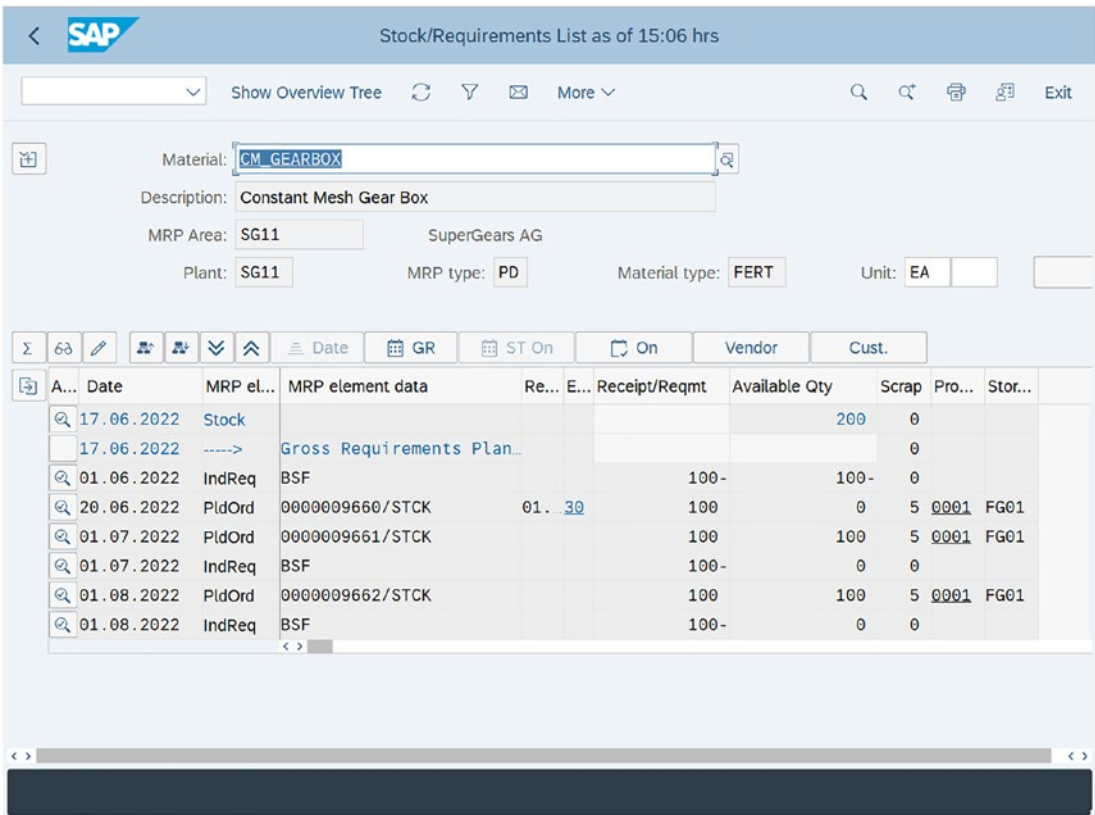 SAP Stock/Requirements List as of 15:06 hrs
Show Overview Tree More Exit
Material: CM_GEARBOX
Description: Constant Mesh Gear Box
MRP Area: SG11 SuperGears AG
Plant: SG11 MRP type: PD Material type: FERT Unit: EA
Σ Date GR ST On On Vendor Cust.
A... Date MRP el... MRP element data Re... E... Receipt/Reqmt Available Qty Scrap Pro... Stor...
17.06.2022 Stock 200 0
17.06.2022 -----> Gross Requirements Plan… 0
01.06.2022 IndReq BSF 100- 100- 0
20.06.2022 PldOrd 0000009660/STCK 01.… 30 100 0 5 0001 FG01
01.07.2022 PldOrd 0000009661/STCK 100 100 5 0001 FG01
01.07.2022 IndReq BSF 100- 0 0
01.08.2022 PldOrd 0000009662/STCK 100 100 5 0001 FG01
01.08.2022 IndReq BSF 100- 0 0